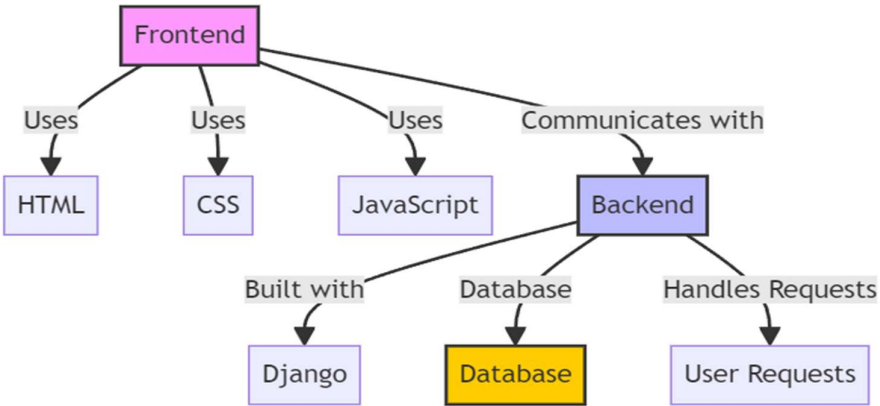 Frontend
Uses Uses Uses Communicates with
HTML CSS JavaScript Backend
Built with Database Handles Requests
Django Database User Requests